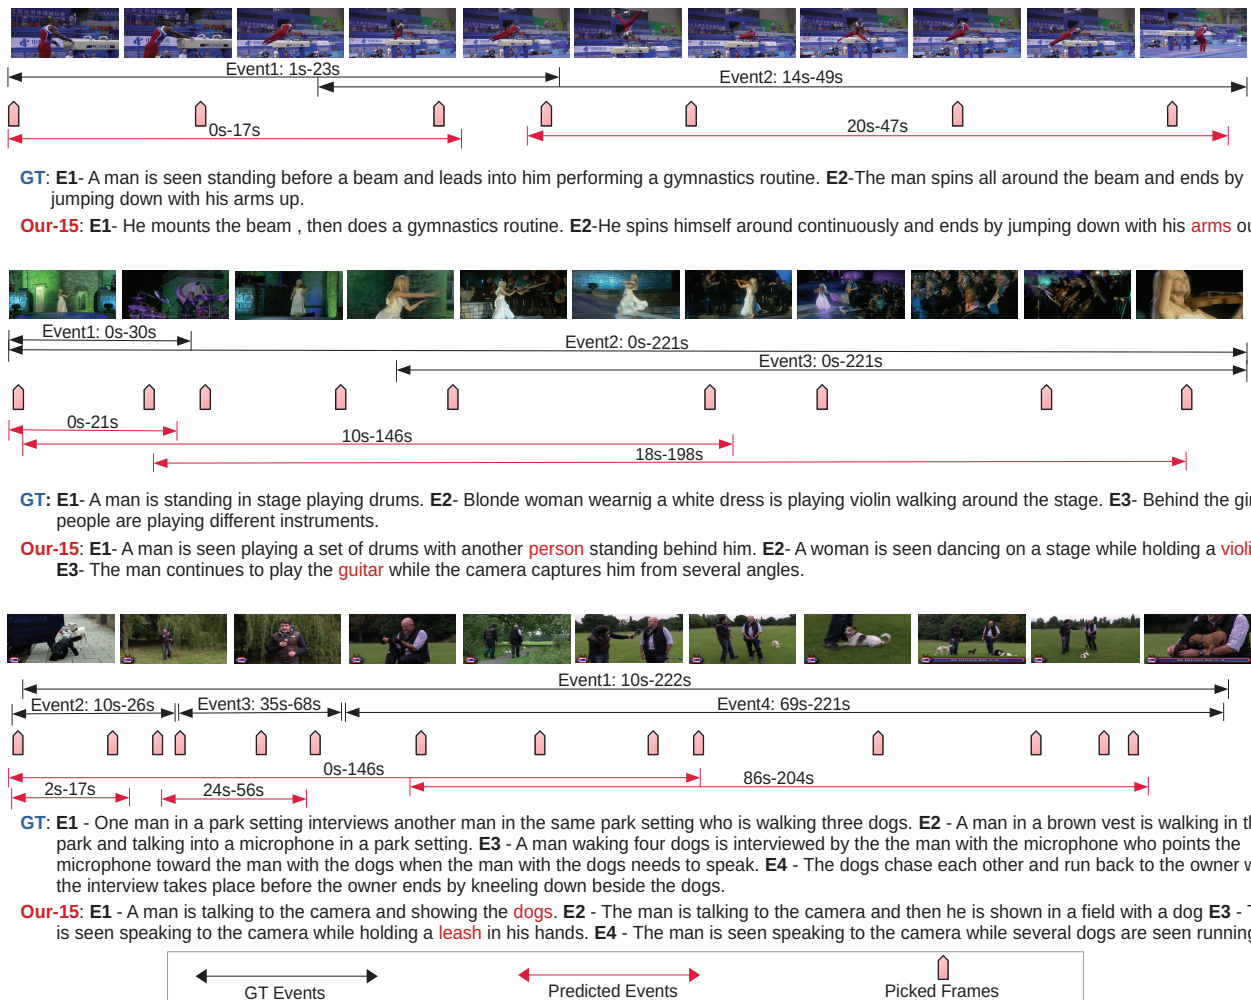 Event1: 1s-23s
Event2: 14s-49s
0s-17s
20s-47s
GT: E1- A man is seen standing before a beam and leads into him performing a gymnastics routine. E2-The man spins all around the beam and ends by
jumping down with his arms up.
Our-15: E1- He mounts the beam , then does a gymnastics routine. E2-He spins himself around continuously and ends by jumping down with his arms ou
Event1: 0s-30s
Event2: 0s-221s
Event3: 0s-221s
0s-21s
10s-146s
18s-198s
GT: E1- A man is standing in stage playing drums. E2- Blonde woman wearnig a white dress is playing violin walking around the stage. E3- Behind the gir
people are playing different instruments.
Our-15: E1- A man is seen playing a set of drums with another person standing behind him. E2- A woman is seen dancing on a stage while holding a violi
E3- The man continues to play the guitar while the camera captures him from several angles.
Event1: 10s-222s
Event2: 10s-26s
Event3: 35s-68s
Event4: 69s-221s
0s-146s
86s-204s
2s-17s
24s-56s
GT: E1 - One man in a park setting interviews another man in the same park setting who is walking three dogs. E2 - A man in a brown vest is walking in th
park and talking into a microphone in a park setting. E3 - A man waking four dogs is interviewed by the the man with the microphone who points the
microphone toward the man with the dogs when the man with the dogs needs to speak. E4 - The dogs chase each other and run back to the owner w
the interview takes place before the owner ends by kneeling down beside the dogs.
Our-15: E1 - A man is talking to the camera and showing the dogs. E2 - The man is talking to the camera and then he is shown in a field with a dog E3 - T
is seen speaking to the camera while holding a leash in his hands. E4 - The man is seen speaking to the camera while several dogs are seen running
GT Events
Predicted Events
Picked Frames